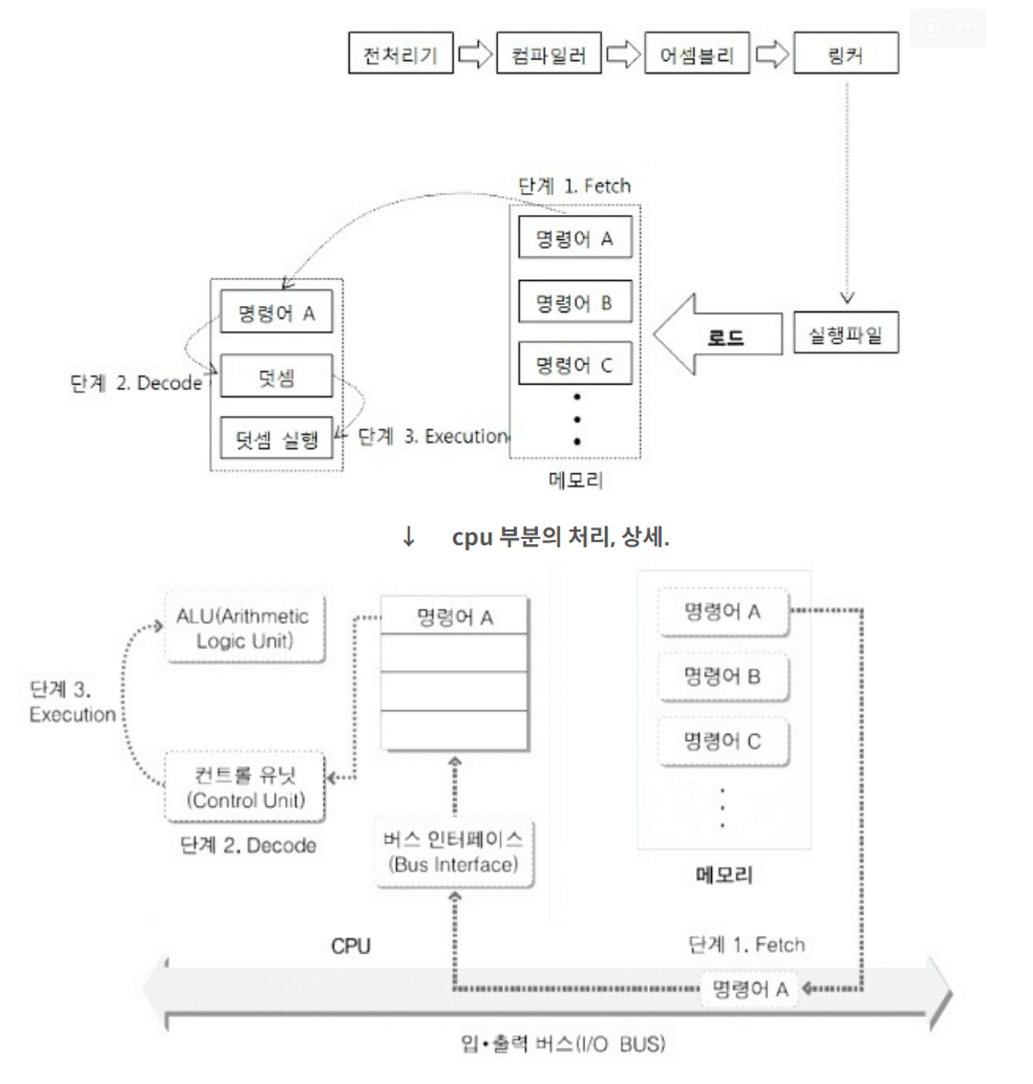 전처리기
컴파일러
어셈블리
링커
단계 1. Fetch
명령어 A
명령어 B
명령어 C
메모리
로드
실행파일
명령어 A
단계 2. Decode
덧셈
덧셈 실행
단계 3. Execution
↓ cpu 부분의 처리, 상세.
ALU(Arithmetic
Logic Unit)
단계 3.
Execution
컨트롤 유닛
(Control Unit)
단계 2. Decode
명령어 A
버스 인터페이스
(Bus Interface)
CPU
명령어 A
명령어 B
명령어 C
메모리
단계 1. Fetch
명령어 A
입·출력 버스(I/O BUS)